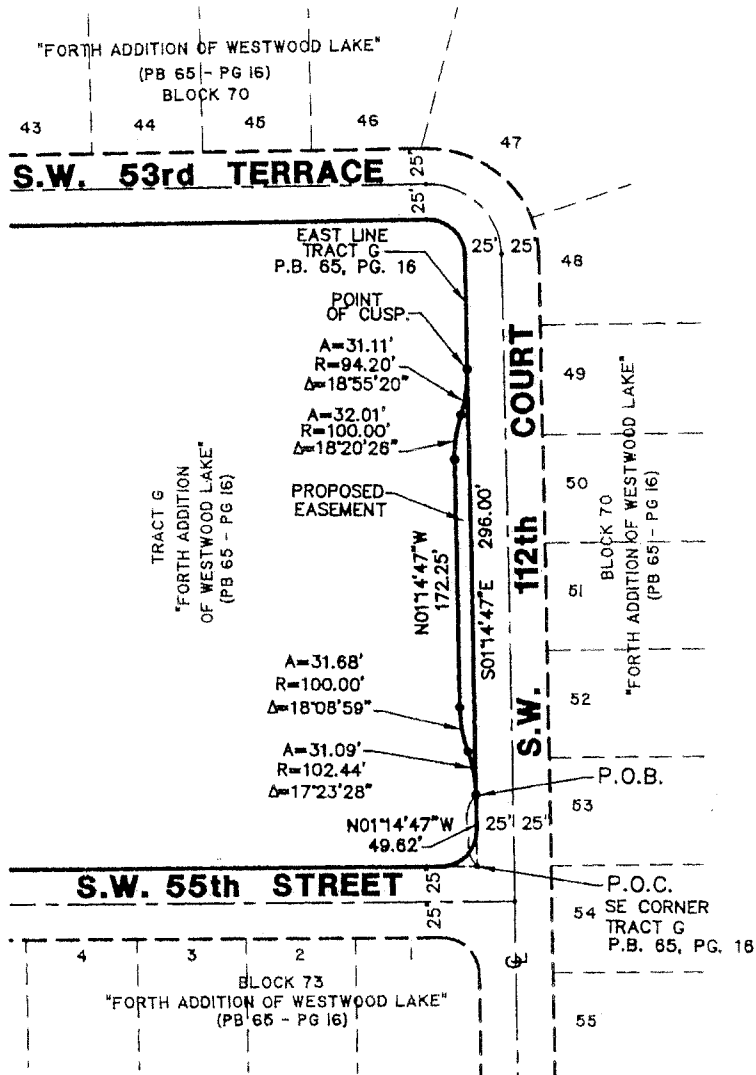 "FORTH ADDITION OF WESTWOOD LAKE"
(PB 65 - PG 16)
BLOCK 70
43
44
45
46
47
S.W. 53rd TERRACE
25'
25'
EAST LINE
TRACT G
P.B. 65, PG. 16
25'
25'
48
POINT
OF CUSP.
A=31.11'
R=94.20'
Δ=18°55'20"
A=32.01'
R=100.00'
Δ=18°20'26"
49
PROPOSED
EASEMENT
50
TRACT G
"FORTH ADDITION
OF WESTWOOD LAKE"
(PB 65 - PG 16)
N01°14'47"W
172.25'
S01°14'47"E
296.00'
S.W. 112th COURT
51
BLOCK 70
"FORTH ADDITION OF WESTWOOD LAKE"
(PB 65 - PG 16)
A=31.68'
R=100.00'
Δ=18°08'59"
52
A=31.09'
R=102.44'
Δ=17°23'28"
P.O.B.
53
N01°14'47"W
49.62'
25'
25'
S.W. 55th STREET
25'
25'
P.O.C.
SE CORNER
TRACT G
P.B. 65, PG. 16
54
4
3
2
1
CL
BLOCK 73
"FORTH ADDITION OF WESTWOOD LAKE"
(PB 65 - PG 16)
55